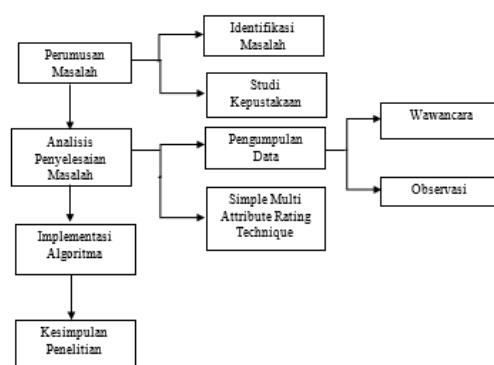 Identifikasi
Masalah
Perumusan
Masalah
Studi
Kepustakaan
Wawancara
Analisis
Penyelesaian
Masalah
Pengumpulan
Data
Observasi
Simple Multi
Attribute Rating
Technique
Implementasi
Algoritma
Kesimpulan
Penelitian